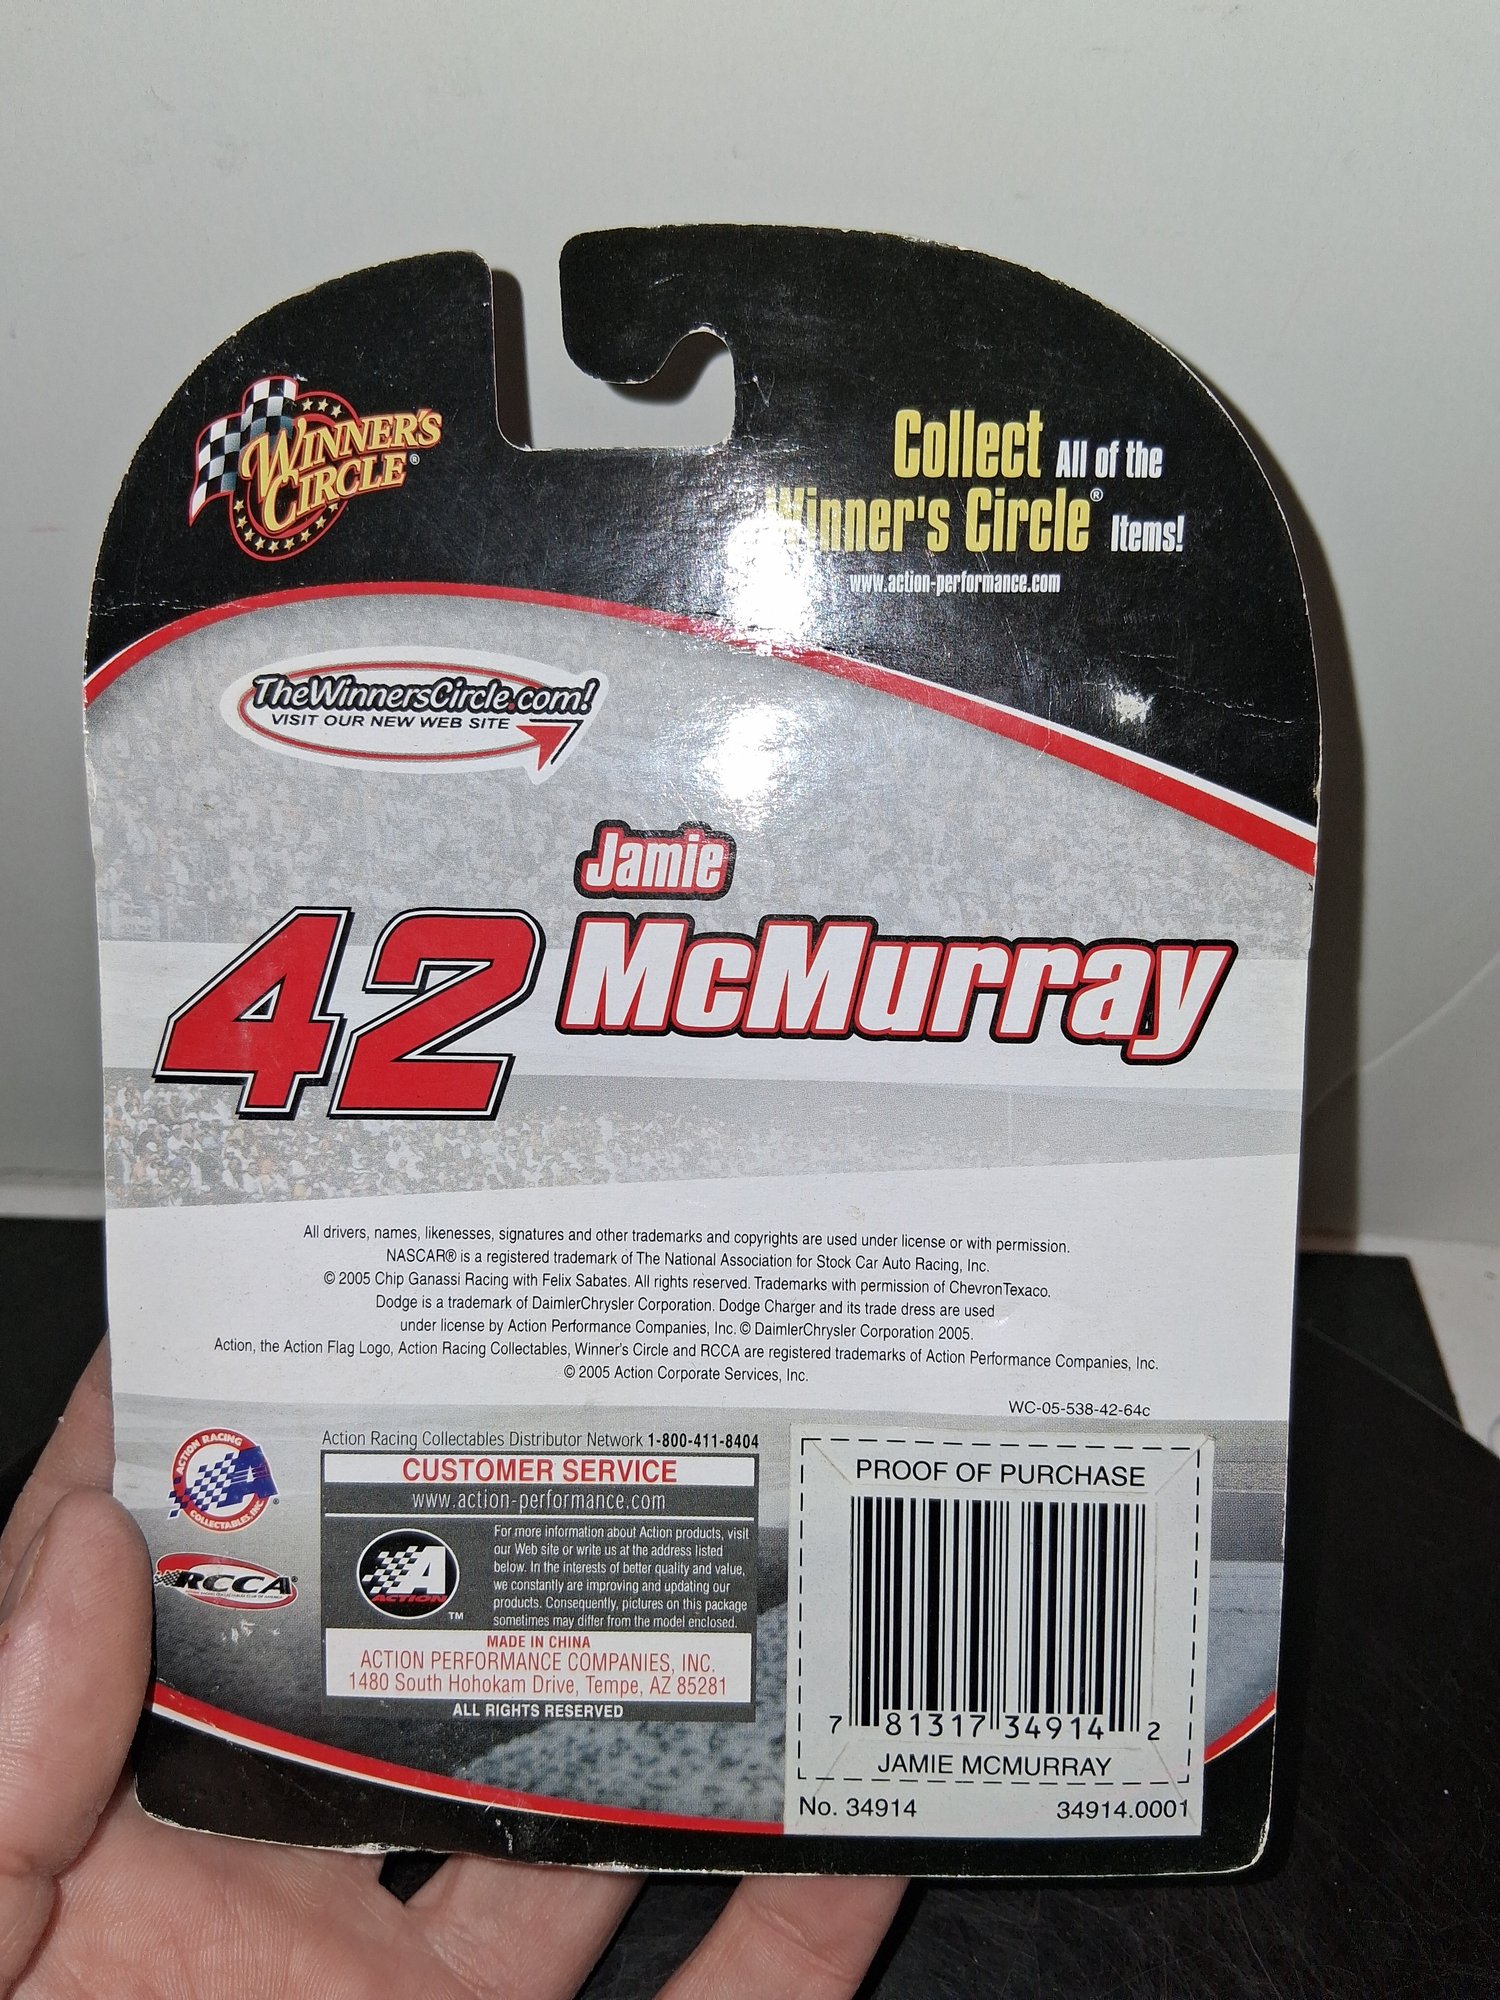 WINNER'S
CIRCLE®
Collect All of the
Winner's Circle® Items!
www.action-performance.com
TheWinnersCircle.com!
VISIT OUR NEW WEB SITE
Jamie
42 McMurray
All drivers, names, likenesses, signatures and other trademarks and copyrights are used under license or with permission.
NASCAR® is a registered trademark of The National Association for Stock Car Auto Racing, Inc.
© 2005 Chip Ganassi Racing with Felix Sabates. All rights reserved. Trademarks with permission of ChevronTexaco.
Dodge is a trademark of DaimlerChrysler Corporation. Dodge Charger and its trade dress are used
under license by Action Performance Companies, Inc. © DaimlerChrysler Corporation 2005.
Action, the Action Flag Logo, Action Racing Collectables, Winner's Circle and RCCA are registered trademarks of Action Performance Companies, Inc.
© 2005 Action Corporate Services, Inc.
WC-05-538-42-64c
ACTION RACING
COLLECTABLES, INC.
®
RCCA®
Action Racing Collectables Distributor Network 1-800-411-8404
CUSTOMER SERVICE
www.action-performance.com
A
ACTION
™
For more information about Action products, visit
our Web site or write us at the address listed
below. In the interests of better quality and value,
we constantly are improving and updating our
products. Consequently, pictures on this package
sometimes may differ from the model enclosed.
MADE IN CHINA
ACTION PERFORMANCE COMPANIES, INC.
1480 South Hohokam Drive, Tempe, AZ 85281
ALL RIGHTS RESERVED
PROOF OF PURCHASE
7 81317 34914 2
JAMIE MCMURRAY
No. 34914 34914.0001